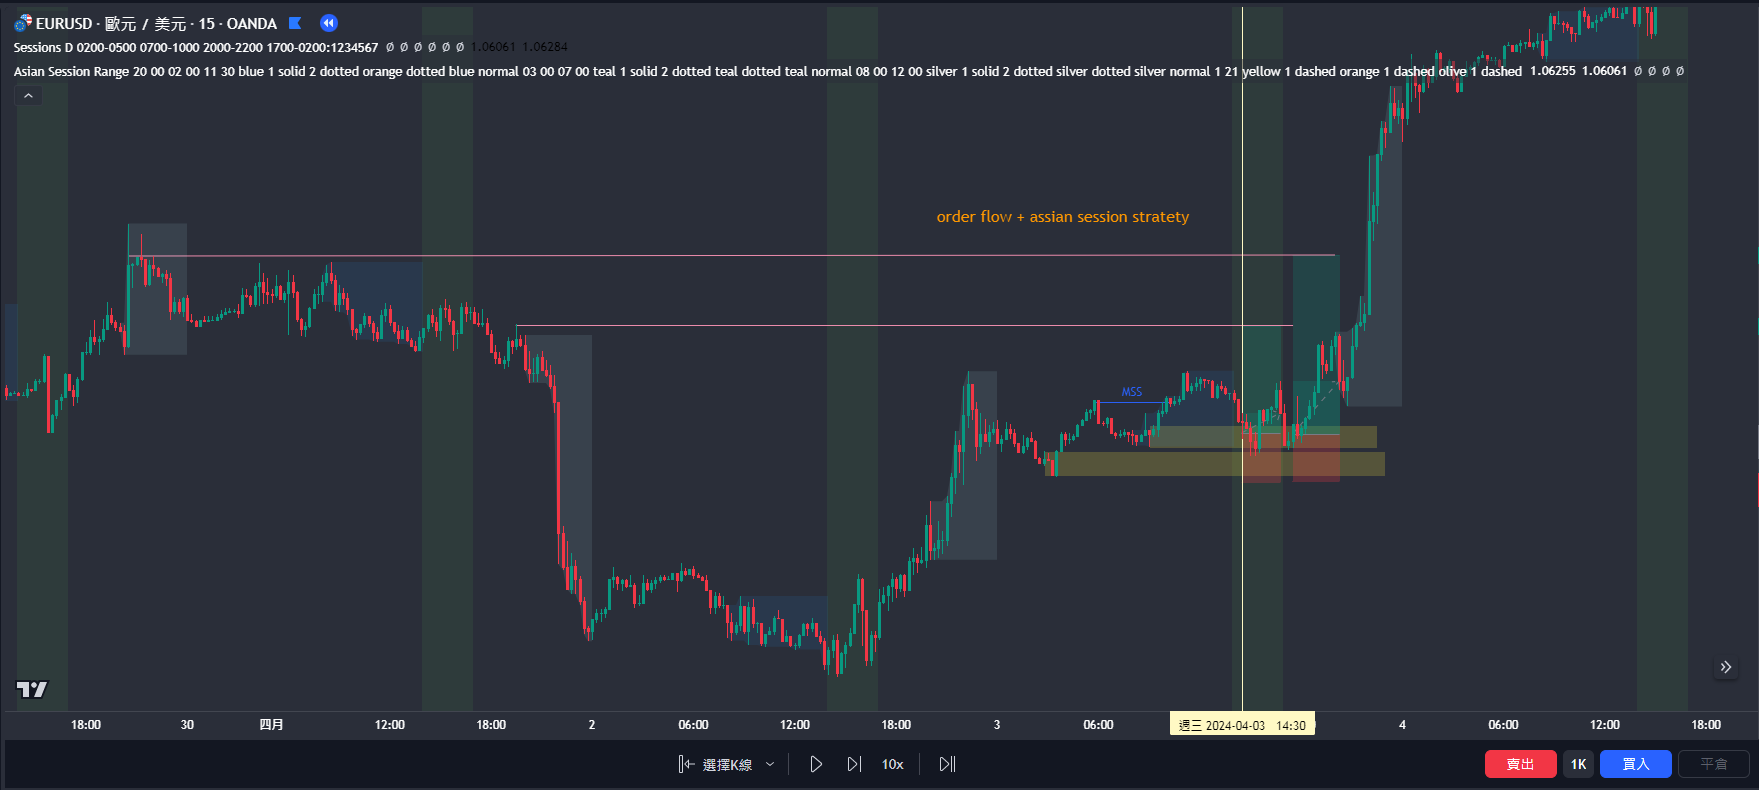 EURUSD · 歐元 / 美元 · 15 · OANDA
Sessions D 0200-0500 0700-1000 2000-2200 1700-0200:1234567 Ø Ø Ø Ø Ø Ø 1.06061 1.06284
Asian Session Range 20 00 02 00 11 30 blue 1 solid 2 dotted orange dotted blue normal 03 00 07 00 teal 1 solid 2 dotted teal dotted teal normal 08 00 12 00 silver 1 solid 2 dotted silver dotted silver normal 1 21 yellow 1 dashed orange 1 dashed olive 1 dashed 1.06255 1.06061 Ø Ø Ø Ø
order flow + assian session stratety
MSS
18:00 30 四月 12:00 18:00 2 06:00 12:00 18:00 3 06:00 週三 2024-04-03 14:30 4 06:00 12:00 18:00
選擇K線 10x 賣出 1K 買入 平倉